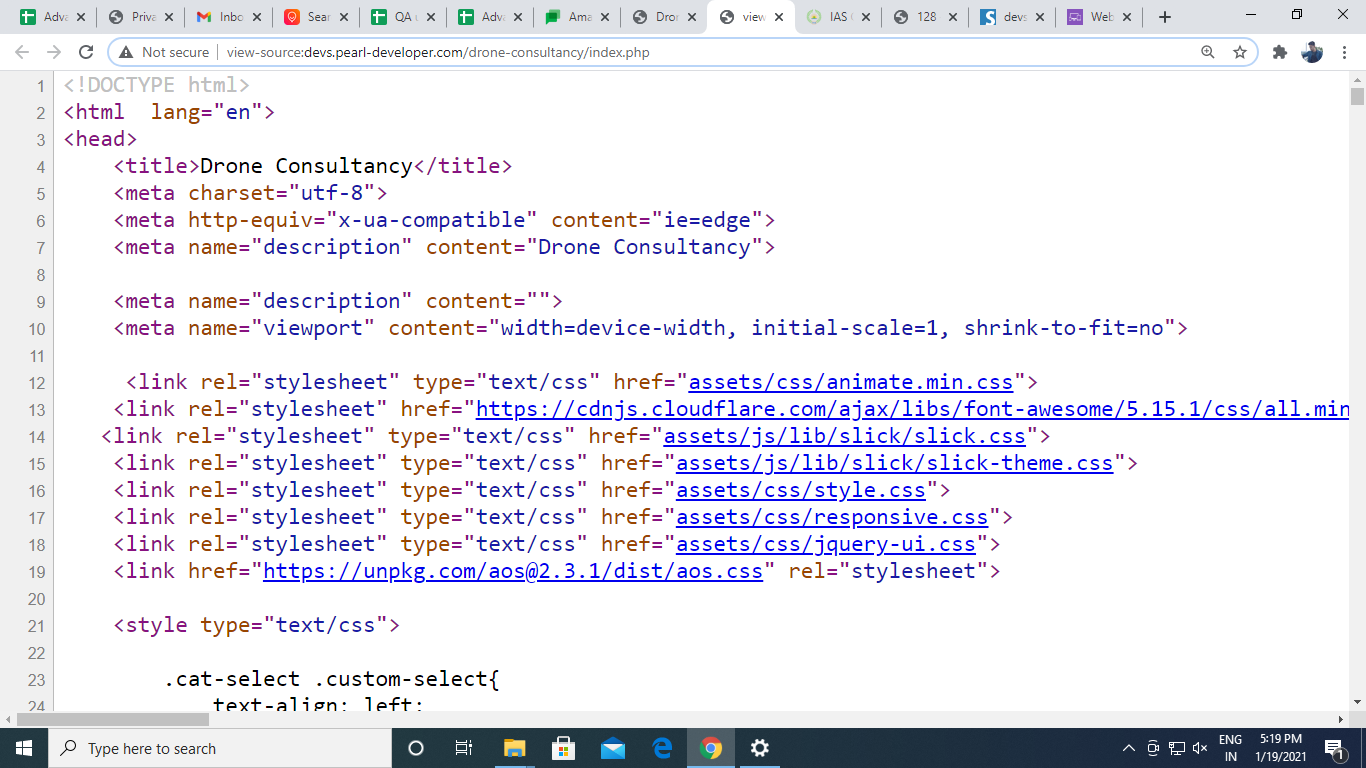 Adva
Priva
Inbo
Sear
QA
Adva
Ama
Dron
view
IAS
128
devs
Web
Not secure | view-source:devs.pearl-developer.com/drone-consultancy/index.php
1 <!DOCTYPE html>
2 <html  lang="en">
3 <head>
4 <title>Drone Consultancy</title>
5 <meta charset="utf-8">
6 <meta http-equiv="x-ua-compatible" content="ie=edge">
7 <meta name="description" content="Drone Consultancy">
8
9 <meta name="description" content="">
10 <meta name="viewport" content="width=device-width, initial-scale=1, shrink-to-fit=no">
11
12 <link rel="stylesheet" type="text/css" href="assets/css/animate.min.css">
13 <link rel="stylesheet" href="https://cdnjs.cloudflare.com/ajax/libs/font-awesome/5.15.1/css/all.min
14 <link rel="stylesheet" type="text/css" href="assets/js/lib/slick/slick.css">
15 <link rel="stylesheet" type="text/css" href="assets/js/lib/slick/slick-theme.css">
16 <link rel="stylesheet" type="text/css" href="assets/css/style.css">
17 <link rel="stylesheet" type="text/css" href="assets/css/responsive.css">
18 <link rel="stylesheet" type="text/css" href="assets/css/jquery-ui.css">
19 <link href="https://unpkg.com/aos@2.3.1/dist/aos.css" rel="stylesheet">
20
21 <style type="text/css">
22
23 .cat-select .custom-select{
24 text-align: left;
Type here to search
ENG
IN
5:19 PM
1/19/2021
1